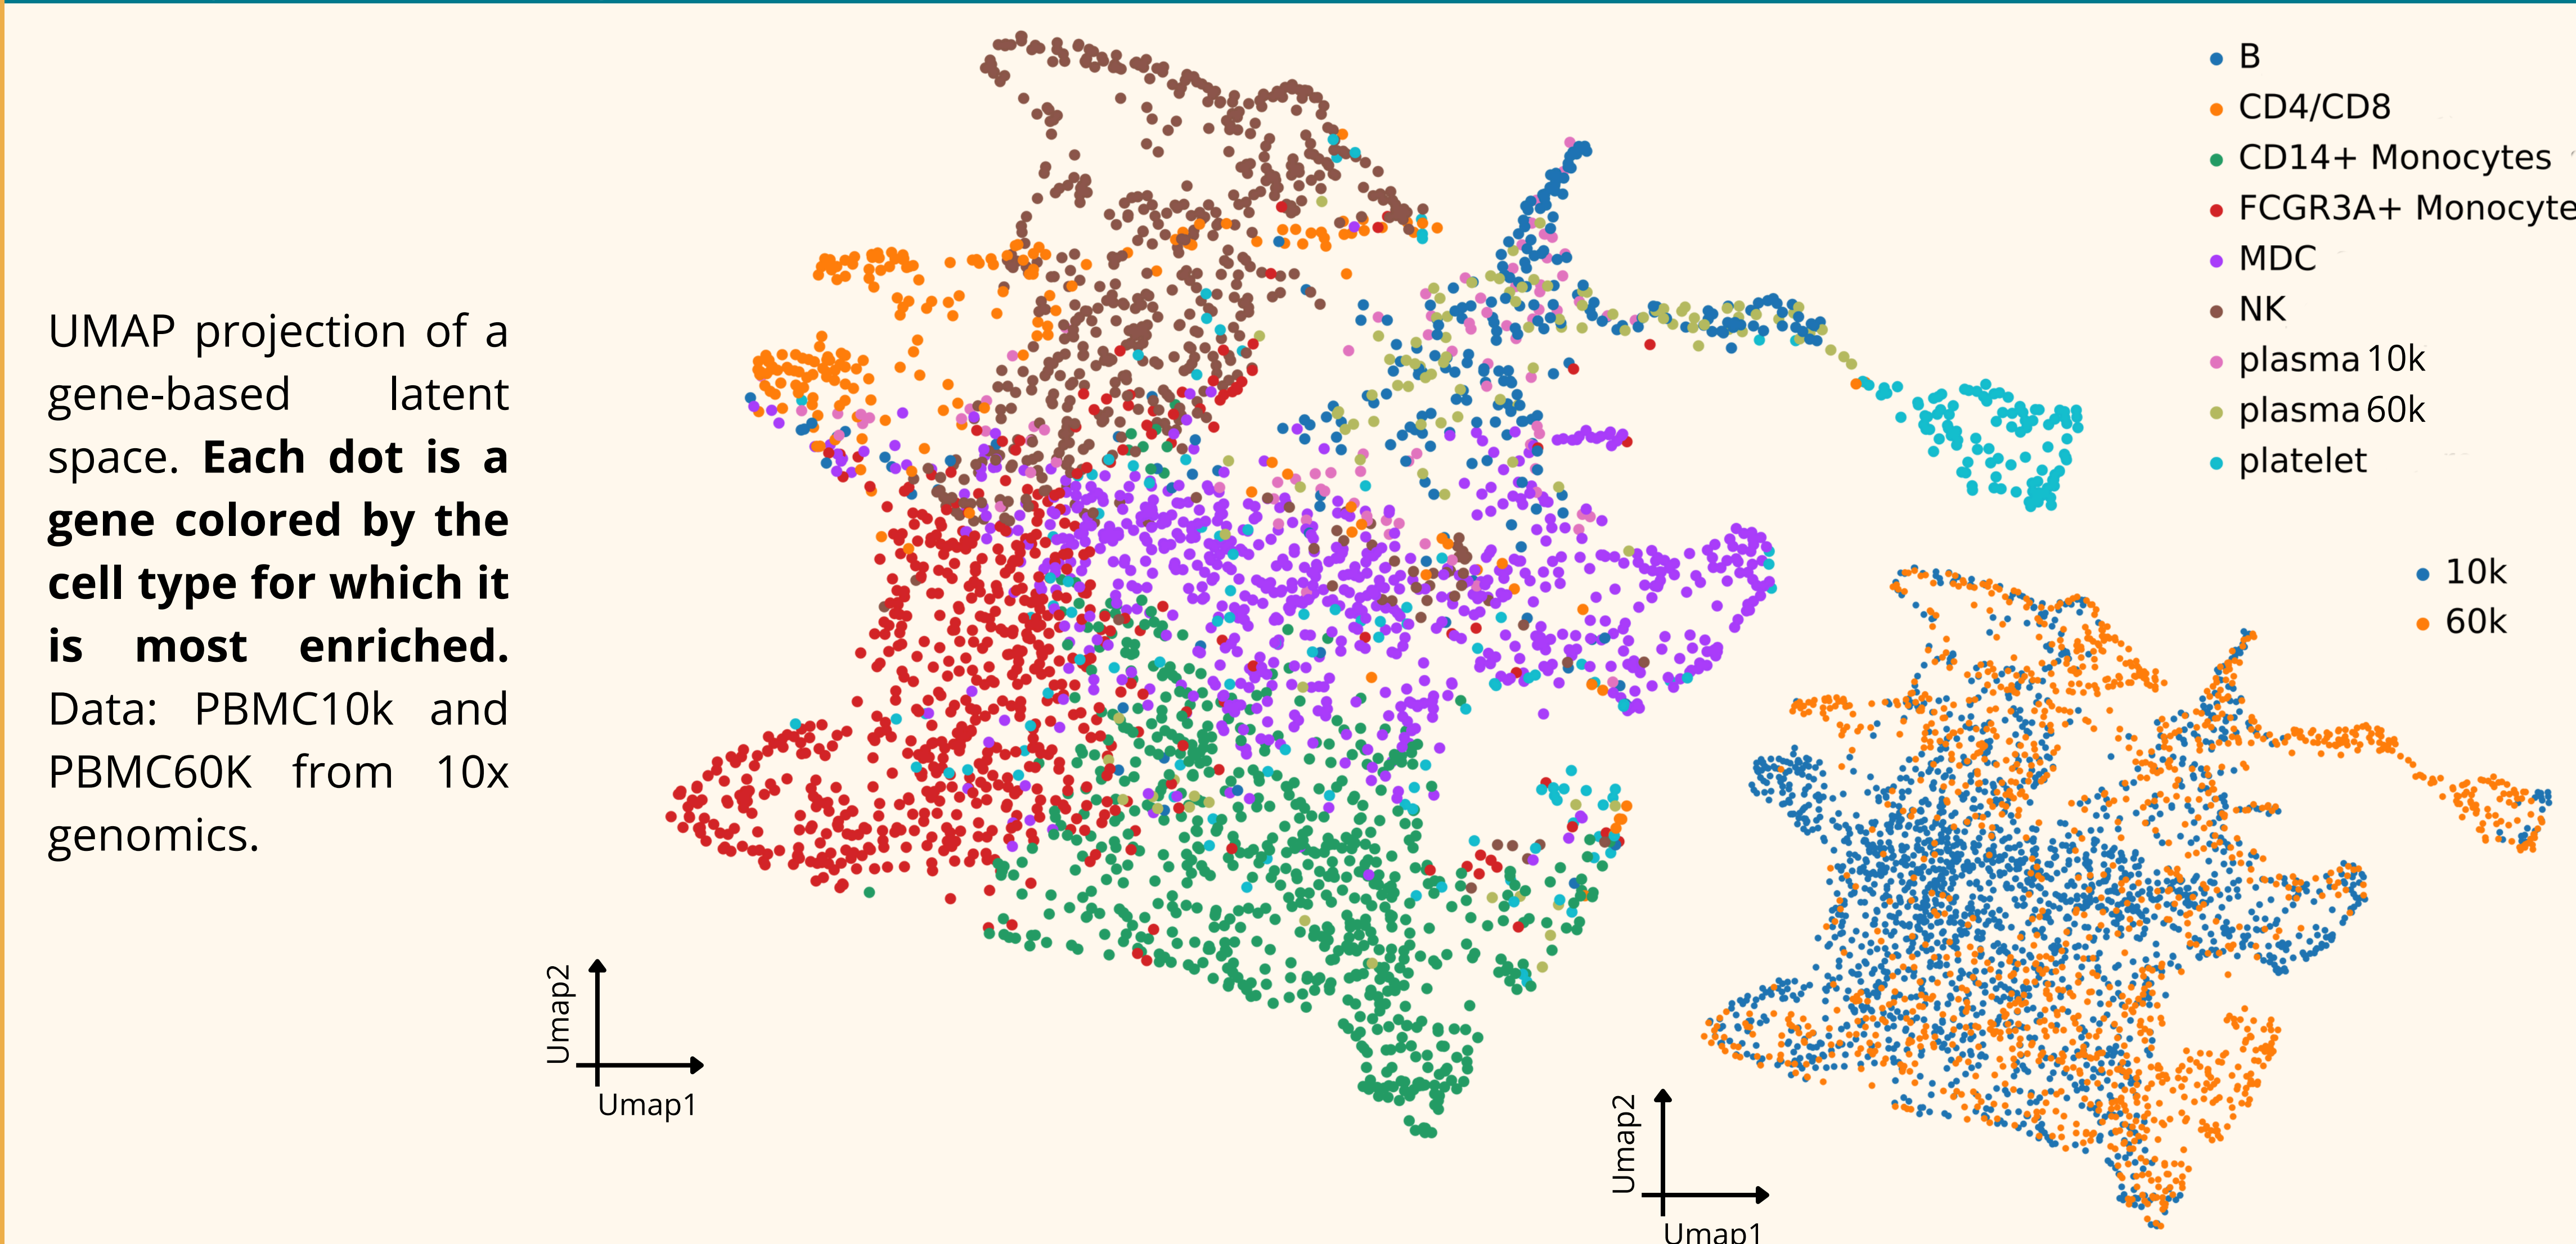 UMAP projection of a
gene-based latent
space. Each dot is a
gene colored by the
cell type for which it
is most enriched.
Data: PBMC10k and
PBMC60K from 10x
genomics.
B
CD4/CD8
CD14+ Monocytes
FCGR3A+ Monocyte
MDC
NK
plasma 10k
plasma 60k
platelet
10k
60k
Umap2
Umap1
Umap2
Umap1